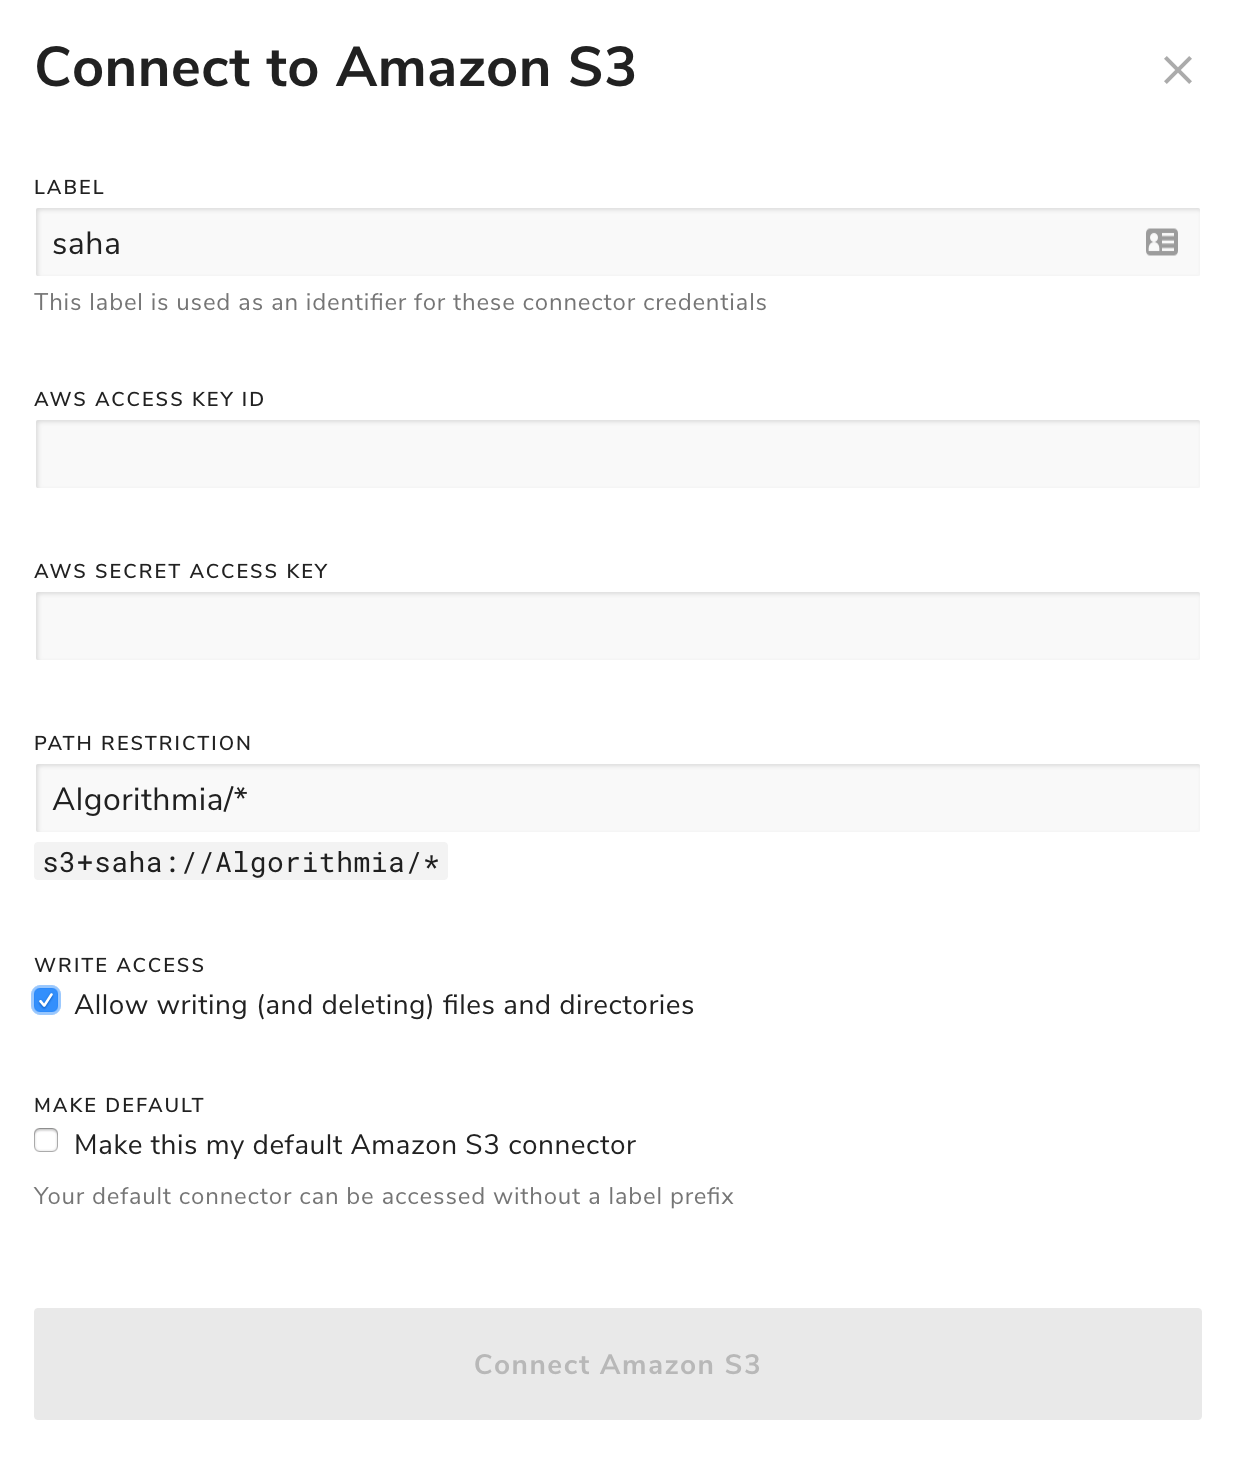 Connect to Amazon S3
LABEL
saha
This label is used as an identifier for these connector credentials
AWS ACCESS KEY ID
AWS SECRET ACCESS KEY
PATH RESTRICTION
Algorithmia/*
s3+saha://Algorithmia/*
WRITE ACCESS
Allow writing (and deleting) files and directories
MAKE DEFAULT
Make this my default Amazon S3 connector
Your default connector can be accessed without a label prefix
Connect Amazon S3